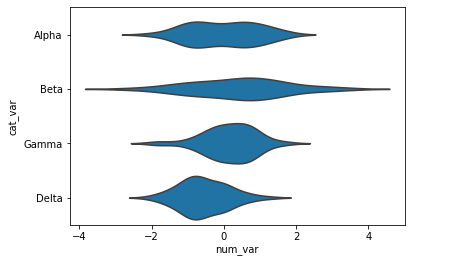 Alpha
Beta
Gamma
Delta
cat_var
−4 −2 0 2 4
num_var